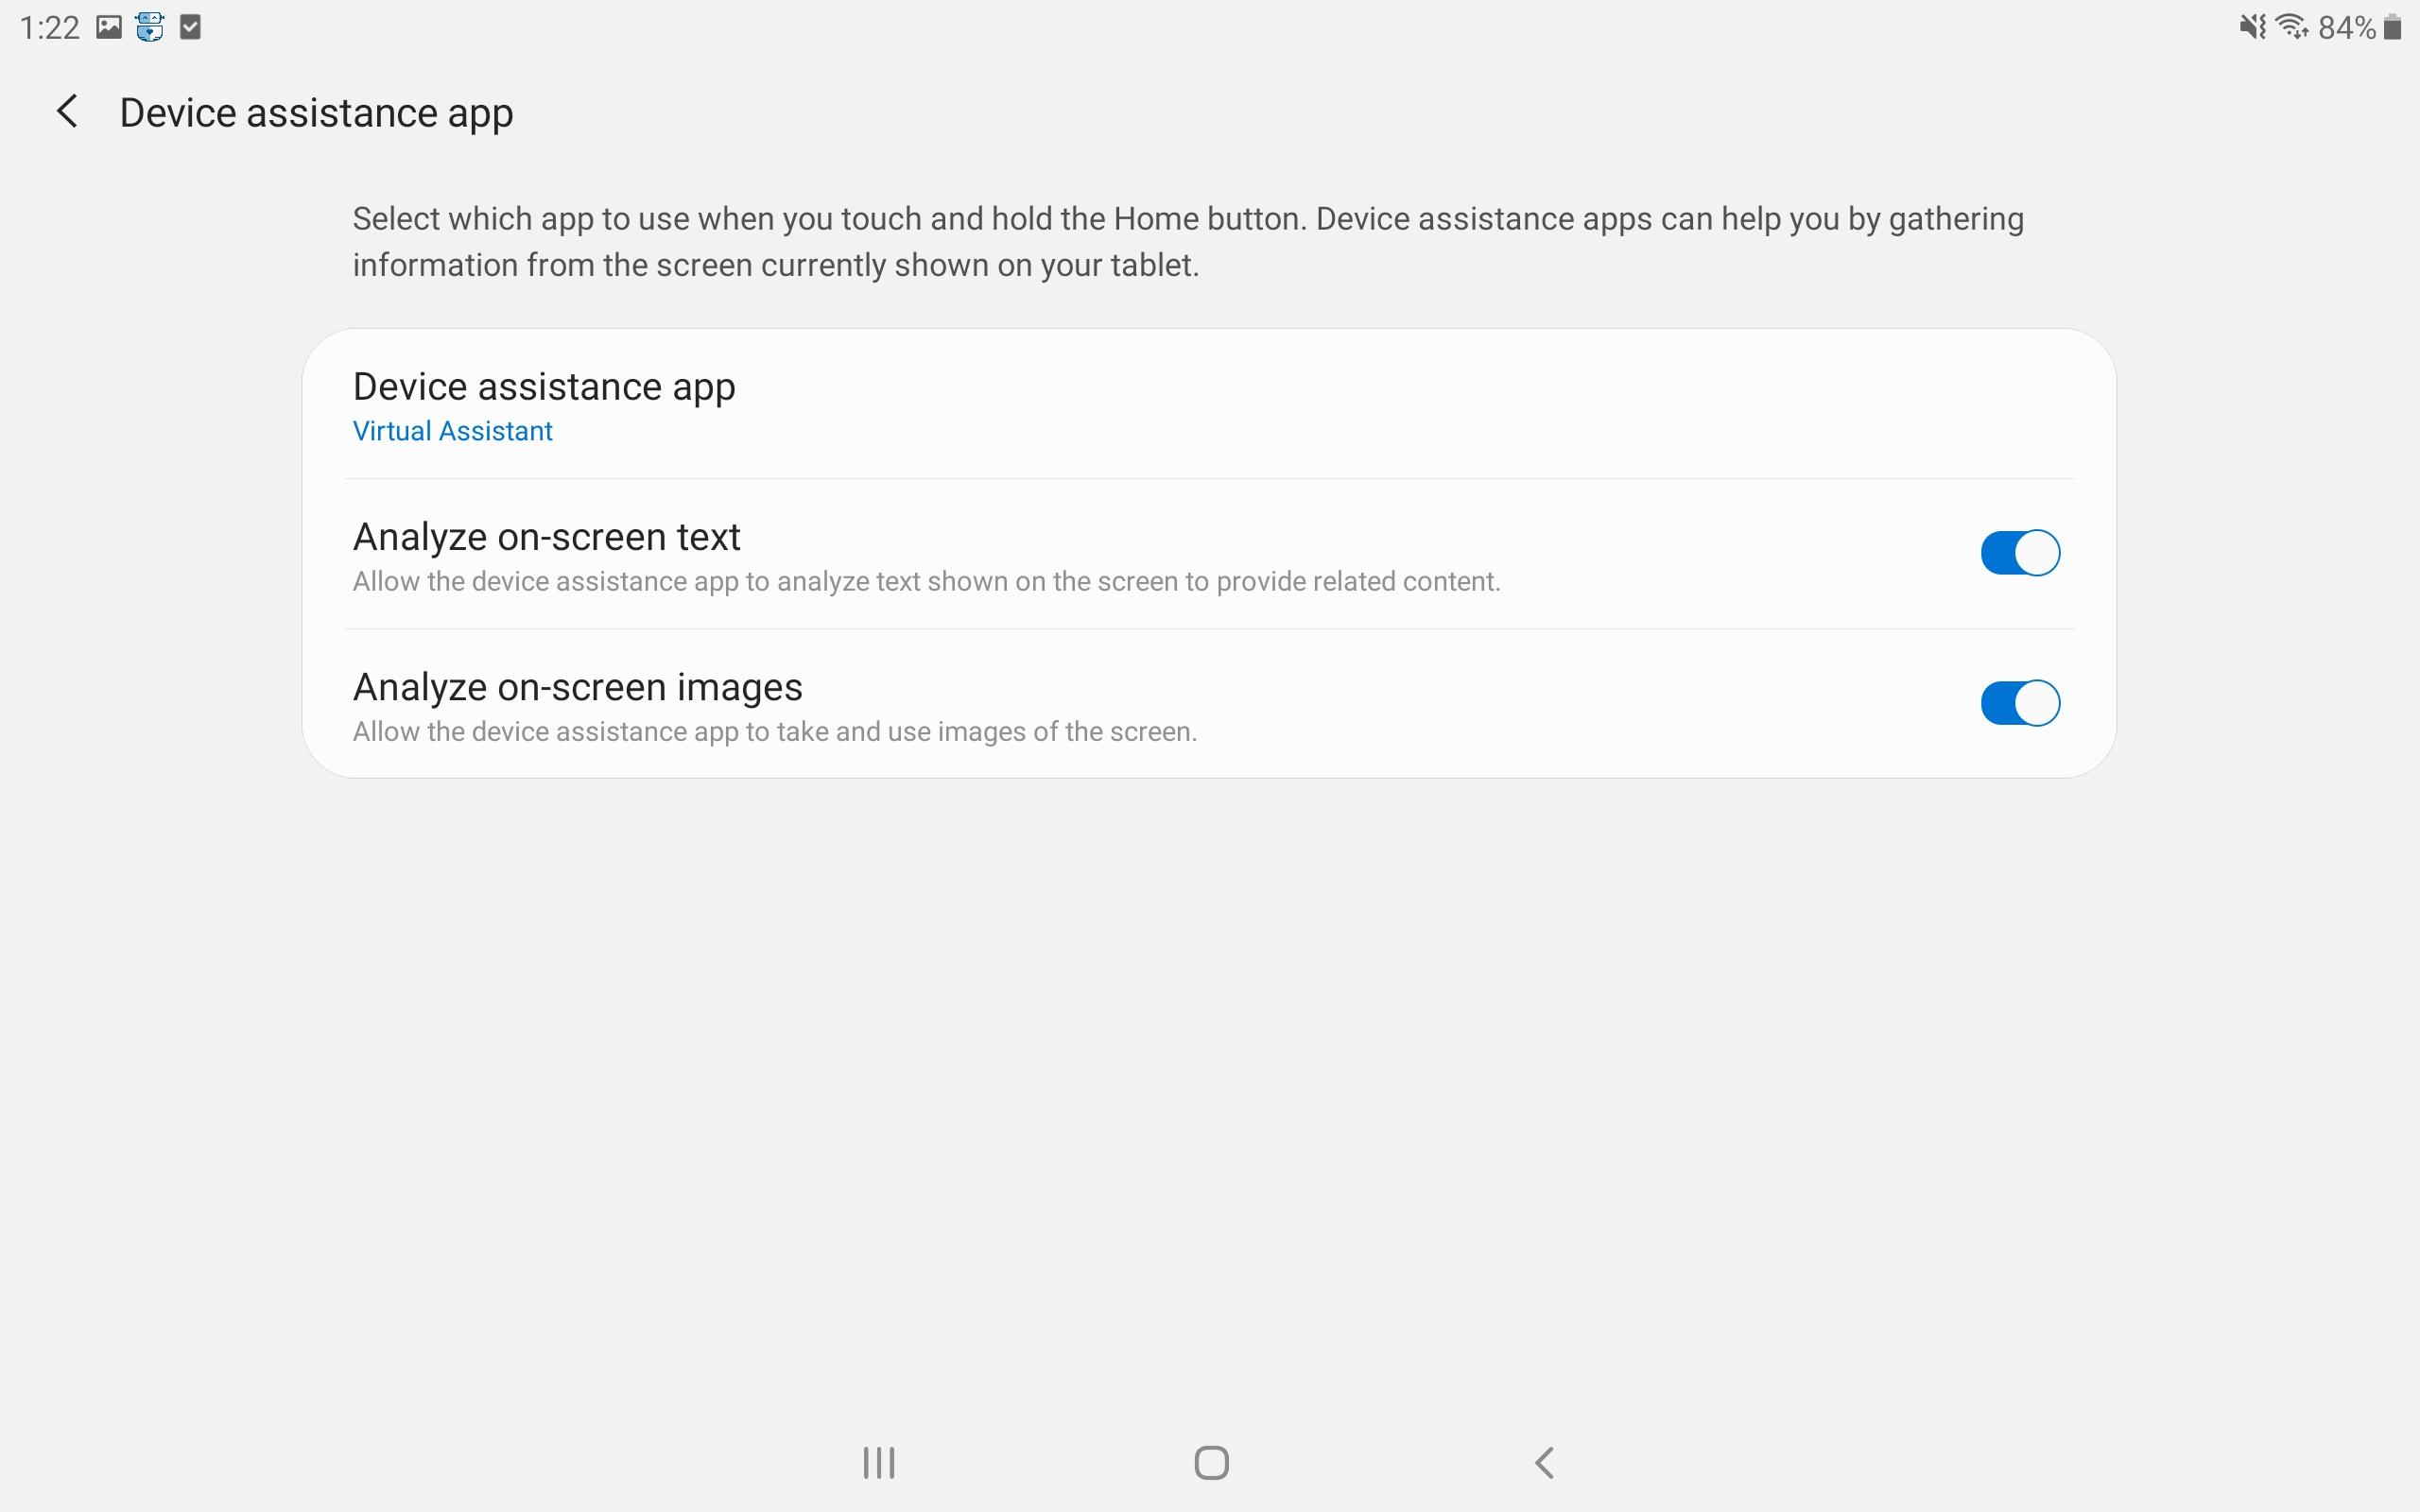 1:22
84%
Device assistance app
Select which app to use when you touch and hold the Home button. Device assistance apps can help you by gathering
information from the screen currently shown on your tablet.
Device assistance app
Virtual Assistant
Analyze on-screen text
Allow the device assistance app to analyze text shown on the screen to provide related content.
Analyze on-screen images
Allow the device assistance app to take and use images of the screen.